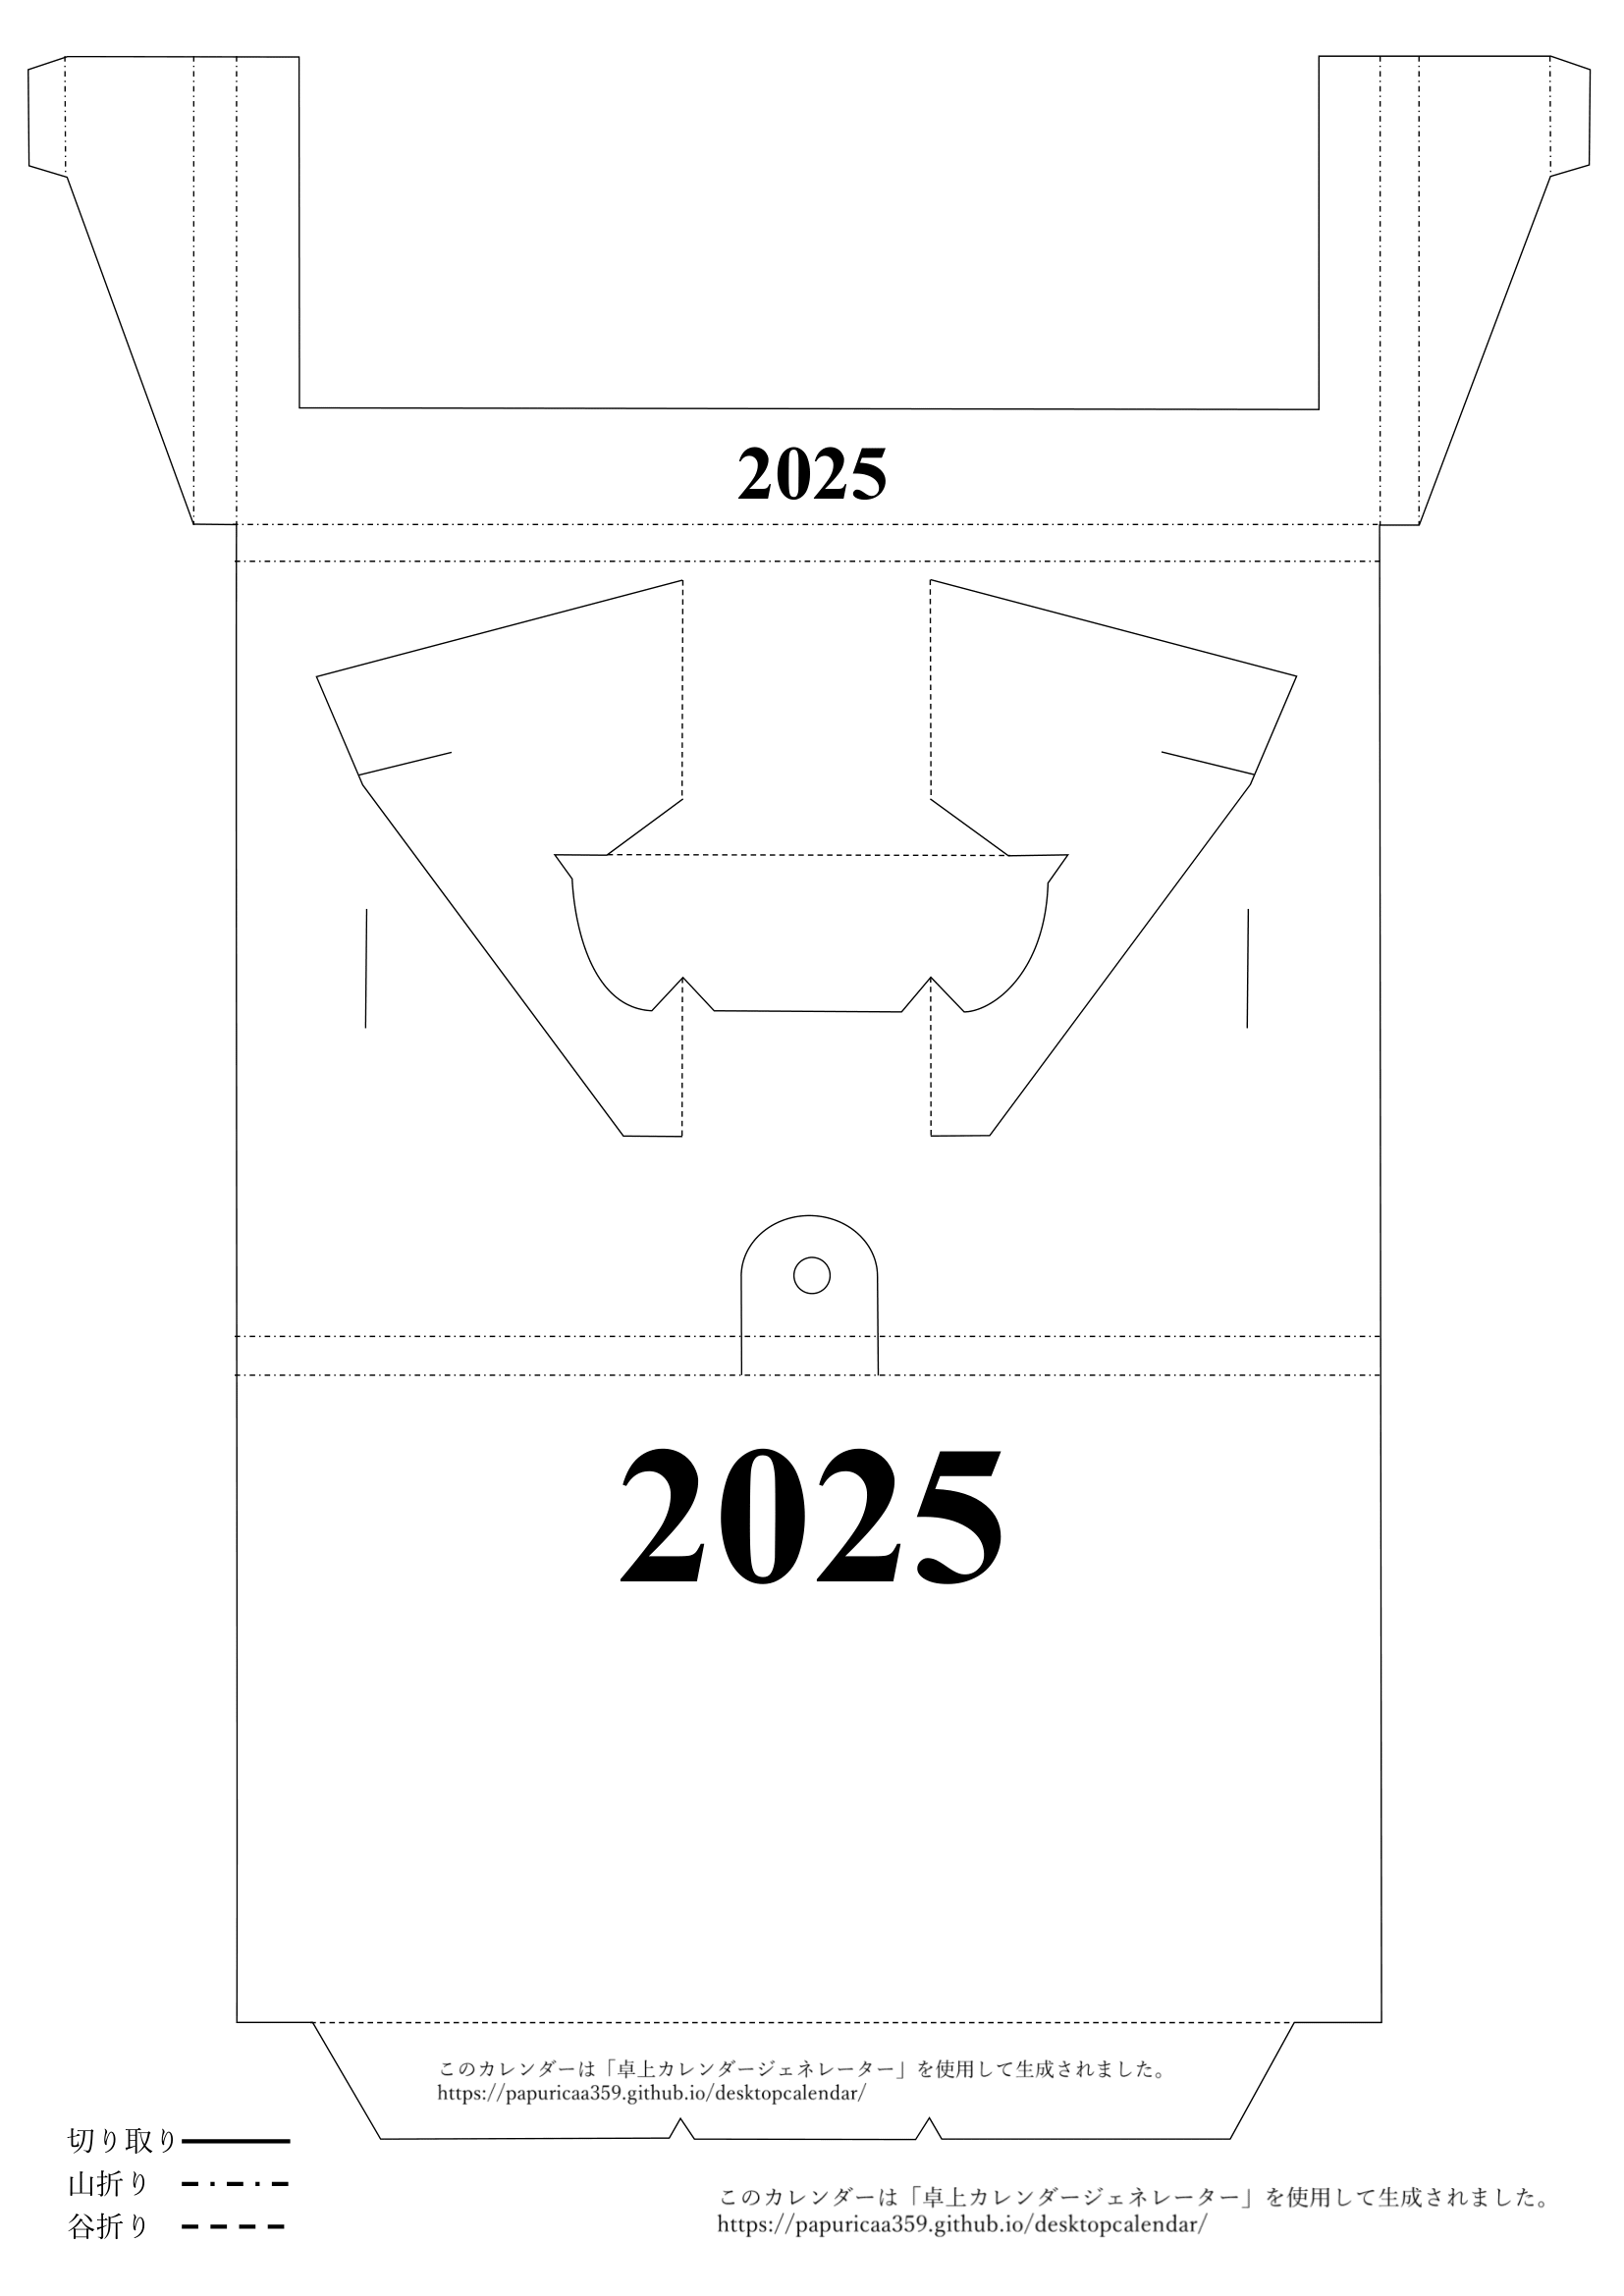 2025
2025
このカレンダーは「卓上カレンダージェネレーター」を使用して生成されました。
https://papuricaa359.github.io/desktopcalendar/
切り取り
山折り
谷折り
このカレンダーは「卓上カレンダージェネレーター」を使用して生成されました。
https://papuricaa359.github.io/desktopcalendar/